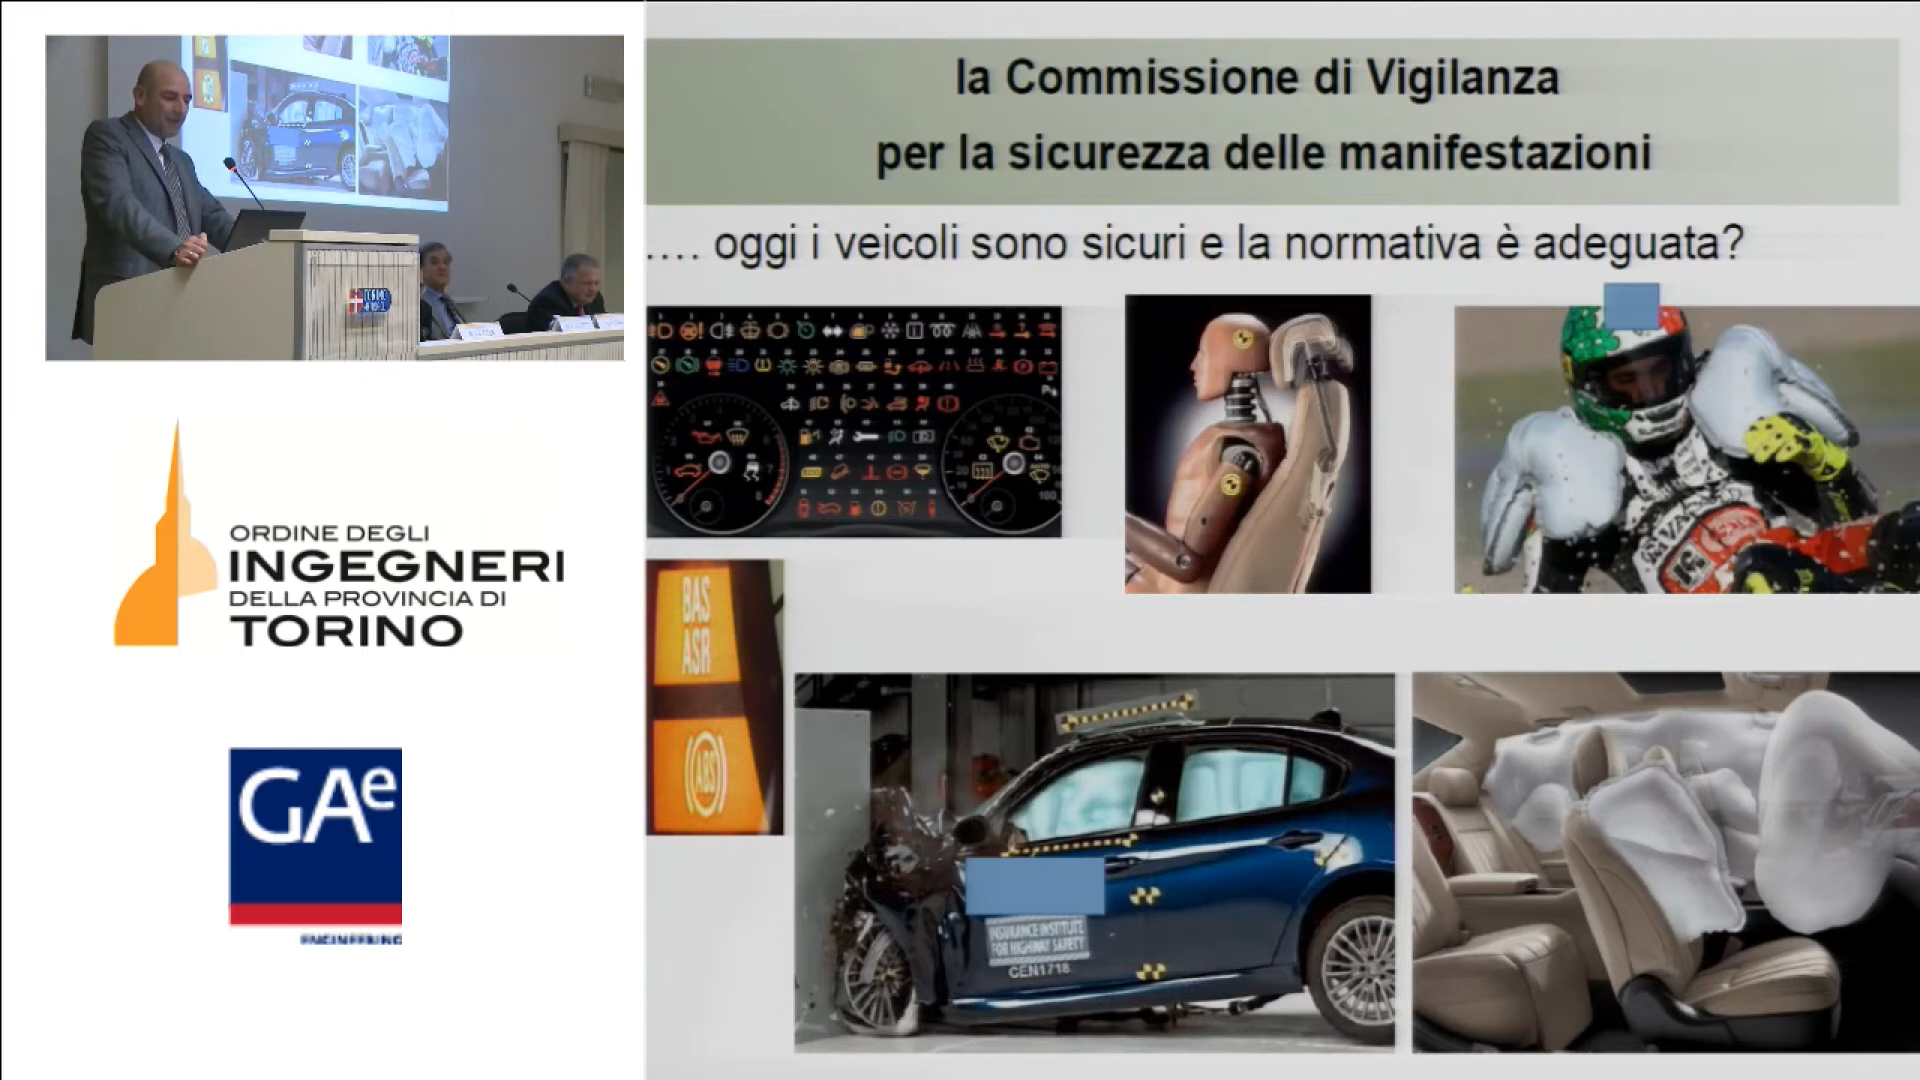 la Commissione di Vigilanza
per la sicurezza delle manifestazioni
.... oggi i veicoli sono sicuri e la normativa è adeguata?
ORDINE DEGLI
INGEGNERI
DELLA PROVINCIA DI
TORINO
GAe
ENGINEERING
BAS
ASR
ABS
INSURANCE INSTITUTE
FOR HIGHWAY SAFETY
CEN1718